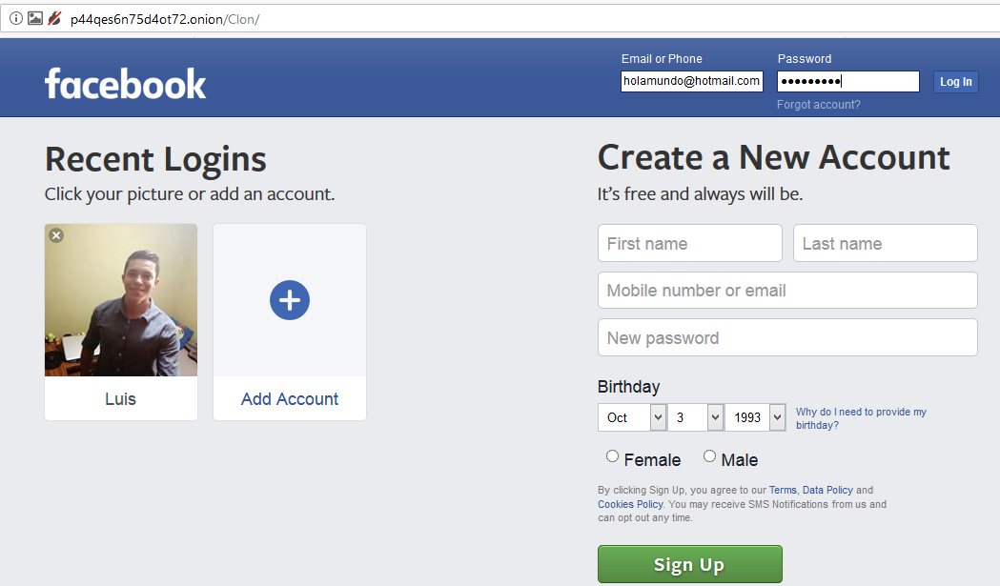 p44qes6n75d4ot72.onion/Clon/
facebook
Email or Phone
Password
holamundo@hotmail.com
Log In
Forgot account?
Recent Logins
Click your picture or add an account.
Luis
Add Account
Create a New Account
It's free and always will be.
First name
Last name
Mobile number or email
New password
Birthday
Oct
3
1993
Why do I need to provide my
birthday?
Female
Male
By clicking Sign Up, you agree to our Terms, Data Policy and
Cookies Policy. You may receive SMS Notifications from us and
can opt out any time.
Sign Up